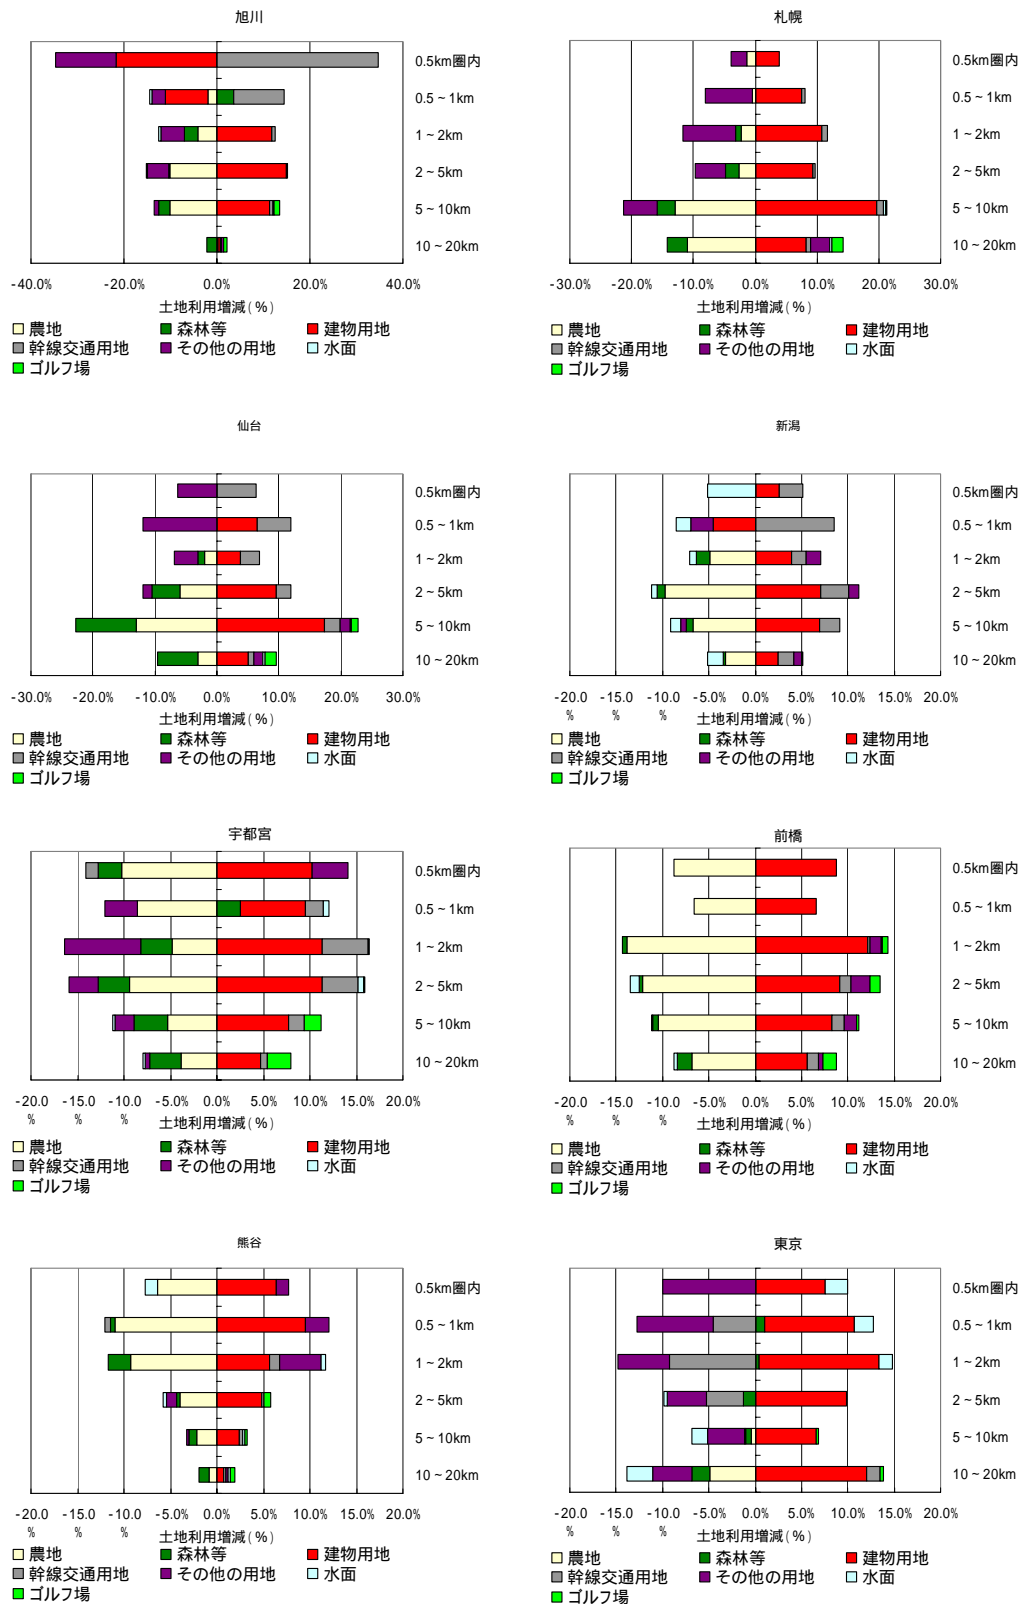 旭川
0.5km圏内
0.5~1km
1~2km
2~5km
5~10km
10~20km
-40.0% -20.0% 0.0% 20.0% 40.0%
土地利用増減(%)
農地 森林等 建物用地
幹線交通用地 その他の用地 水面
ゴルフ場
札幌
0.5km圏内
0.5~1km
1~2km
2~5km
5~10km
10~20km
-30.0% -20.0% -10.0% 0.0% 10.0% 20.0% 30.0%
土地利用増減(%)
農地 森林等 建物用地
幹線交通用地 その他の用地 水面
ゴルフ場
仙台
0.5km圏内
0.5~1km
1~2km
2~5km
5~10km
10~20km
-30.0% -20.0% -10.0% 0.0% 10.0% 20.0% 30.0%
土地利用増減(%)
農地 森林等 建物用地
幹線交通用地 その他の用地 水面
ゴルフ場
新潟
0.5km圏内
0.5~1km
1~2km
2~5km
5~10km
10~20km
-20.0 -15.0 -10.0 -5.0% 0.0% 5.0% 10.0% 15.0% 20.0%
% % %
土地利用増減(%)
農地 森林等 建物用地
幹線交通用地 その他の用地 水面
ゴルフ場
宇都宮
0.5km圏内
0.5~1km
1~2km
2~5km
5~10km
10~20km
-20.0 -15.0 -10.0 -5.0% 0.0% 5.0% 10.0% 15.0% 20.0%
% % %
土地利用増減(%)
農地 森林等 建物用地
幹線交通用地 その他の用地 水面
ゴルフ場
前橋
0.5km圏内
0.5~1km
1~2km
2~5km
5~10km
10~20km
-20.0 -15.0 -10.0 -5.0% 0.0% 5.0% 10.0% 15.0% 20.0%
% % %
土地利用増減(%)
農地 森林等 建物用地
幹線交通用地 その他の用地 水面
ゴルフ場
熊谷
0.5km圏内
0.5~1km
1~2km
2~5km
5~10km
10~20km
-20.0 -15.0 -10.0 -5.0% 0.0% 5.0% 10.0% 15.0% 20.0%
% % %
土地利用増減(%)
農地 森林等 建物用地
幹線交通用地 その他の用地 水面
ゴルフ場
東京
0.5km圏内
0.5~1km
1~2km
2~5km
5~10km
10~20km
-20.0 -15.0 -10.0 -5.0% 0.0% 5.0% 10.0% 15.0% 20.0%
% % %
土地利用増減(%)
農地 森林等 建物用地
幹線交通用地 その他の用地 水面
ゴルフ場